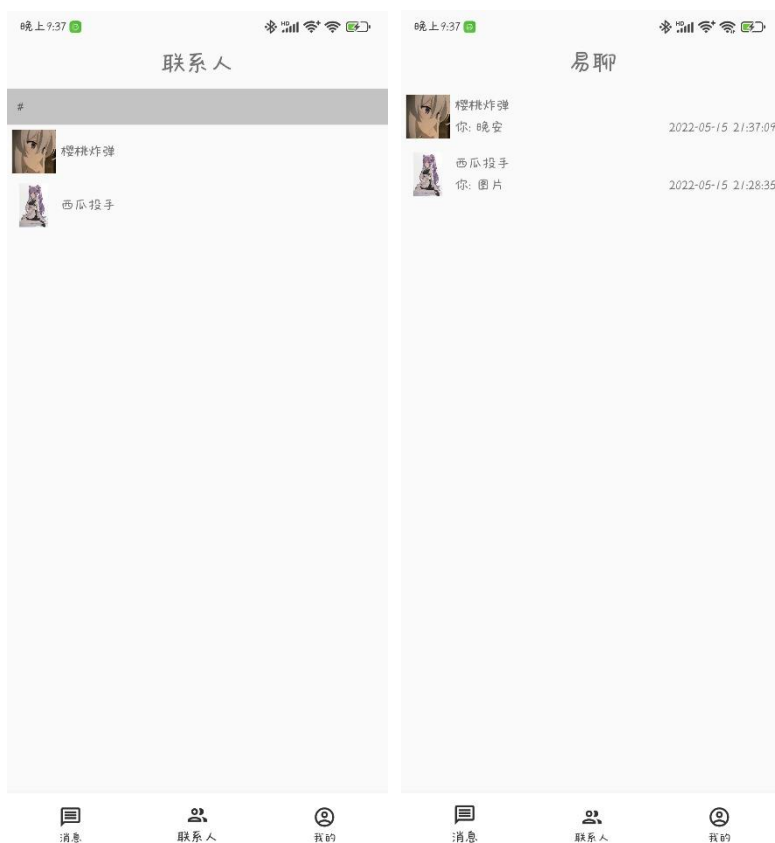 晚上9:37
联系人
#
樱桃炸弹
西瓜投手
消息
联系人
我的
晚上9:37
易聊
樱桃炸弹
你: 晚安 2022-05-15 21:37:09
西瓜投手
你: 图片 2022-05-15 21:28:35
消息
联系人
我的